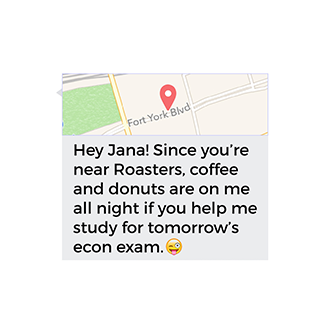 Fort York Blvd
Hey Jana! Since you’re
near Roasters, coffee
and donuts are on me
all night if you help me
study for tomorrow’s
econ exam.😜